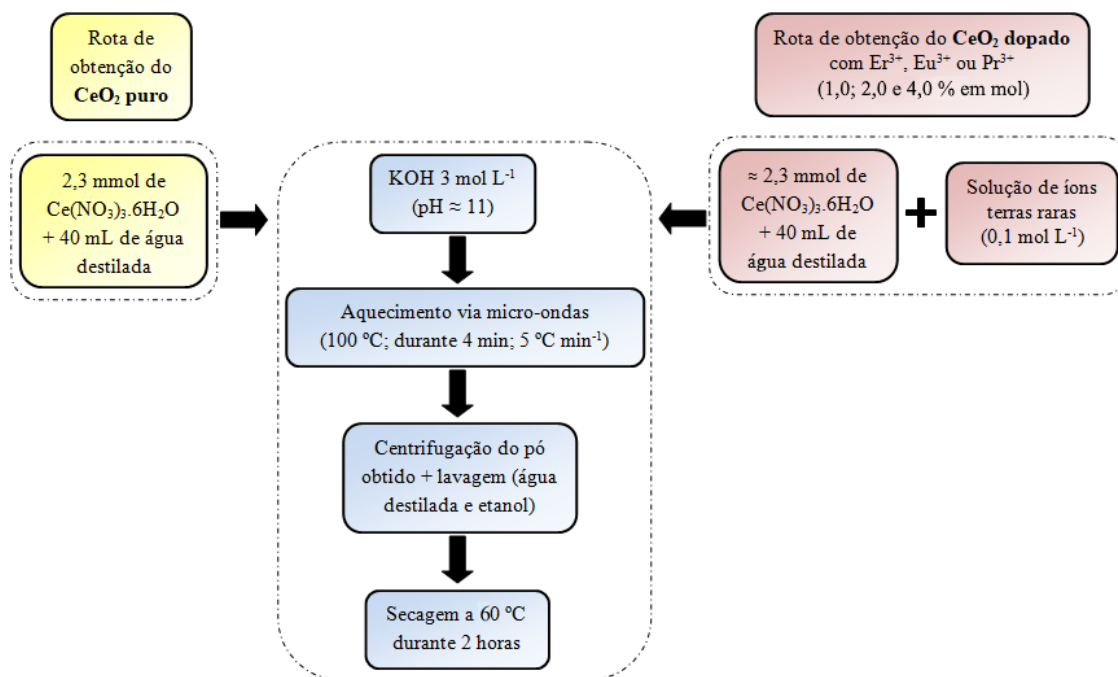 Rota de
obtenção do
CeO₂ puro
2,3 mmol de
Ce(NO₃)₃.6H₂O
+ 40 mL de água
destilada
KOH 3 mol L⁻¹
(pH ≈ 11)
Aquecimento via micro-ondas
(100 ºC; durante 4 min; 5 ºC min⁻¹)
Centrifugação do pó
obtido + lavagem (água
destilada e etanol)
Secagem a 60 ºC
durante 2 horas
Rota de obtenção do CeO₂ dopado
com Er³⁺, Eu³⁺ ou Pr³⁺
(1,0; 2,0 e 4,0 % em mol)
≈ 2,3 mmol de
Ce(NO₃)₃.6H₂O
+ 40 mL de
água destilada
+
Solução de íons
terras raras
(0,1 mol L⁻¹)